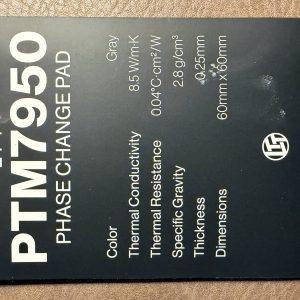 PTM7950
PHASE CHANGE PAD
Color Gray
Thermal Conductivity 8.5 W/m·K
Thermal Resistance 0.04°C·cm²/W
Specific Gravity 2.8 g/cm³
Thickness 0.25mm
Dimensions 60mm x 60mm